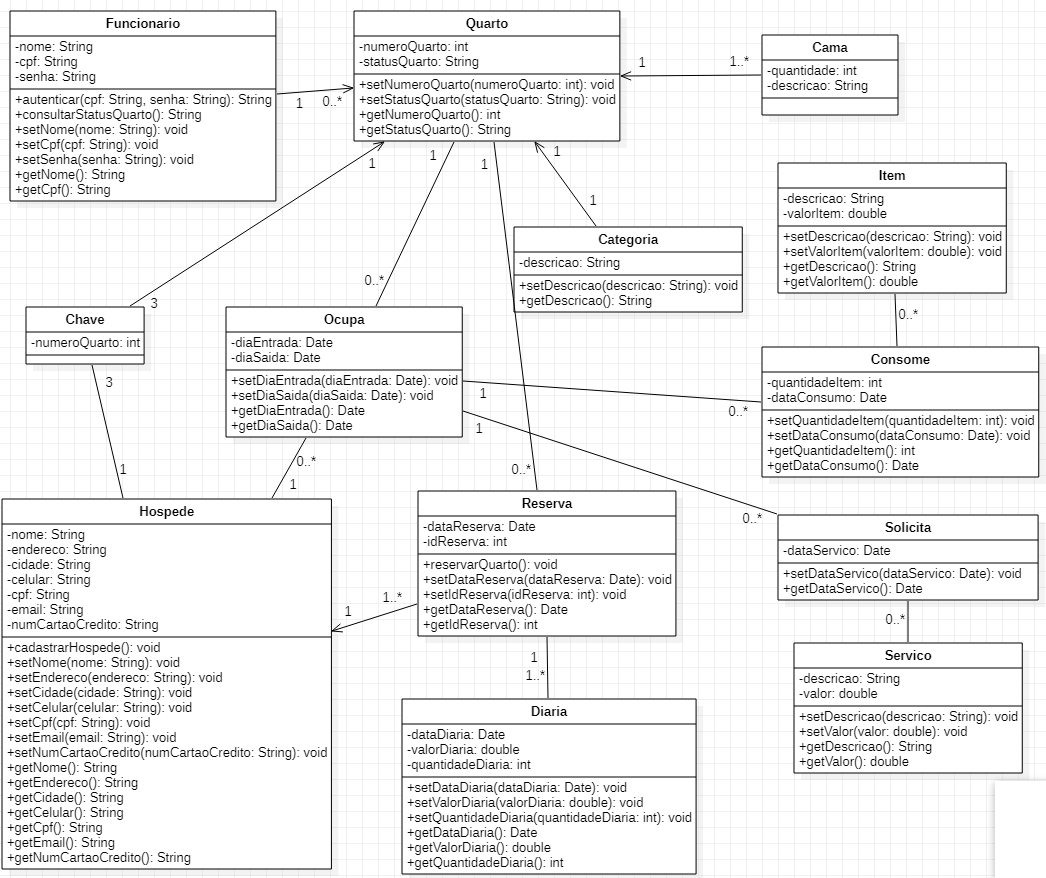 Funcionario
-nome: String
-cpf: String
-senha: String
+autenticar(cpf: String, senha: String): String
+consultarStatusQuarto(): String
+setNome(nome: String): void
+setCpf(cpf: String): void
+setSenha(senha: String): void
+getNome(): String
+getCpf(): String
1
0..*
Quarto
-numeroQuarto: int
-statusQuarto: String
+setNumeroQuarto(numeroQuarto: int): void
+setStatusQuarto(statusQuarto: String): void
+getNumeroQuarto(): int
+getStatusQuarto(): String
1
1..*
Cama
-quantidade: int
-descricao: String
1
1
1
1
1
Categoria
-descricao: String
+setDescricao(descricao: String): void
+getDescricao(): String
Item
-descricao: String
-valorItem: double
+setDescricao(descricao: String): void
+setValorItem(valorItem: double): void
+getDescricao(): String
+getValorItem(): double
0..*
3
0..*
Chave
-numeroQuarto: int
3
1
Ocupa
-diaEntrada: Date
-diaSaida: Date
+setDiaEntrada(diaEntrada: Date): void
+setDiaSaida(diaSaida: Date): void
+getDiaEntrada(): Date
+getDiaSaida(): Date
1
0..*
1
0..*
0..*
1
0..*
Consome
-quantidadeItem: int
-dataConsumo: Date
+setQuantidadeItem(quantidadeItem: int): void
+setDataConsumo(dataConsumo: Date): void
+getQuantidadeItem(): int
+getDataConsumo(): Date
Hospede
-nome: String
-endereco: String
-cidade: String
-celular: String
-cpf: String
-email: String
-numCartaoCredito: String
+cadastrarHospede(): void
+setNome(nome: String): void
+setEndereco(endereco: String): void
+setCidade(cidade: String): void
+setCelular(celular: String): void
+setCpf(cpf: String): void
+setEmail(email: String): void
+setNumCartaoCredito(numCartaoCredito: String): void
+getNome(): String
+getEndereco(): String
+getCidade(): String
+getCelular(): String
+getCpf(): String
+getEmail(): String
+getNumCartaoCredito(): String
1
1..*
Reserva
-dataReserva: Date
-idReserva: int
+reservarQuarto(): void
+setDataReserva(dataReserva: Date): void
+setIdReserva(idReserva: int): void
+getDataReserva(): Date
+getIdReserva(): int
1
1..*
Diaria
-dataDiaria: Date
-valorDiaria: double
-quantidadeDiaria: int
+setDataDiaria(dataDiaria: Date): void
+setValorDiaria(valorDiaria: double): void
+setQuantidadeDiaria(quantidadeDiaria: int): void
+getDataDiaria(): Date
+getValorDiaria(): double
+getQuantidadeDiaria(): int
Solicita
-dataServico: Date
+setDataServico(dataServico: Date): void
+getDataServico(): Date
0..*
Servico
-descricao: String
-valor: double
+setDescricao(descricao: String): void
+setValor(valor: double): void
+getDescricao(): String
+getValor(): double